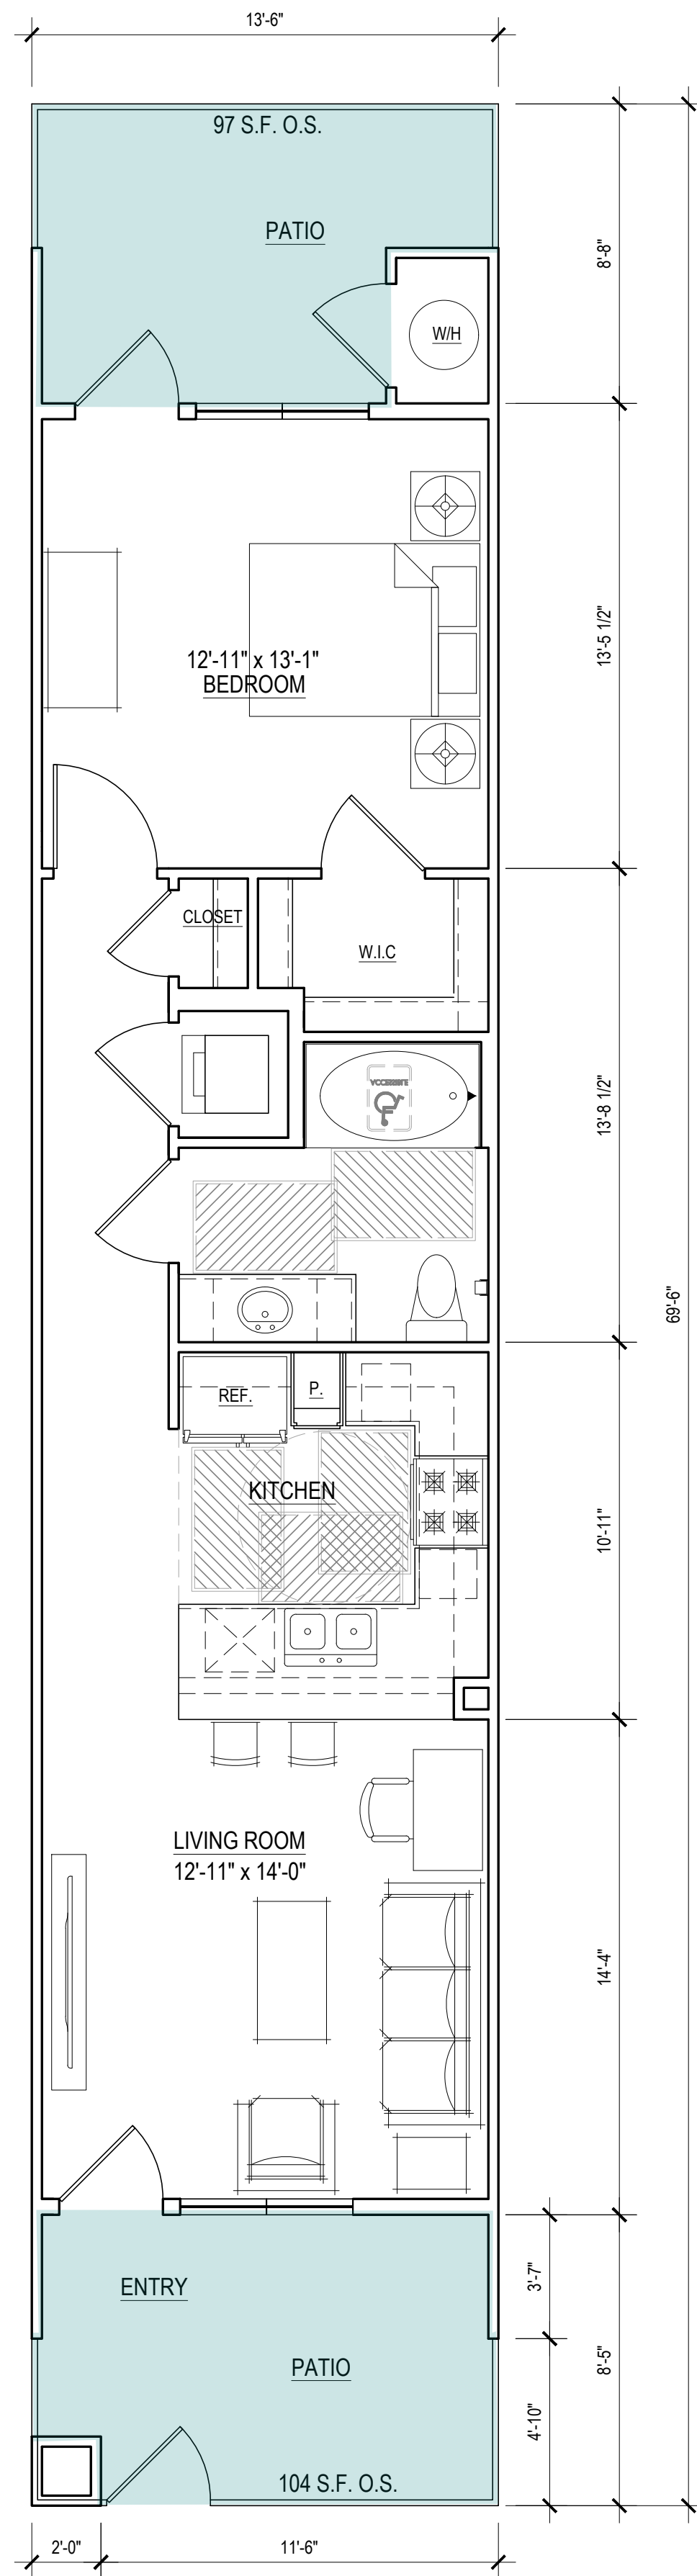 13'-6"
97 S.F. O.S.
PATIO
8'-8"
W/H
13'-5 1/2"
12'-11" x 13'-1"
BEDROOM
CLOSET
W.I.C
ACCESSIBLE
13'-8 1/2"
69'-6"
REF.
P.
KITCHEN
10'-11"
LIVING ROOM
12'-11" x 14'-0"
14'-4"
ENTRY
3'-7"
PATIO
8'-5"
4'-10"
104 S.F. O.S.
2'-0"
11'-6"